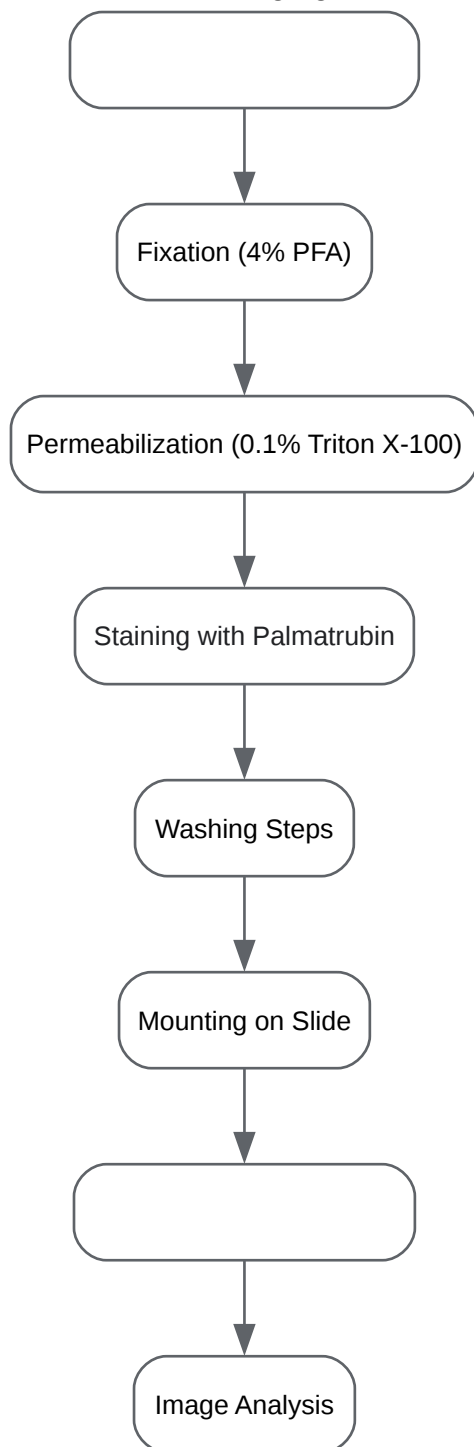 Fixation (4% PFA)
Permeabilization (0.1% Triton X-100)
Staining with Palmatrubin
Washing Steps
Mounting on Slide
Image Analysis